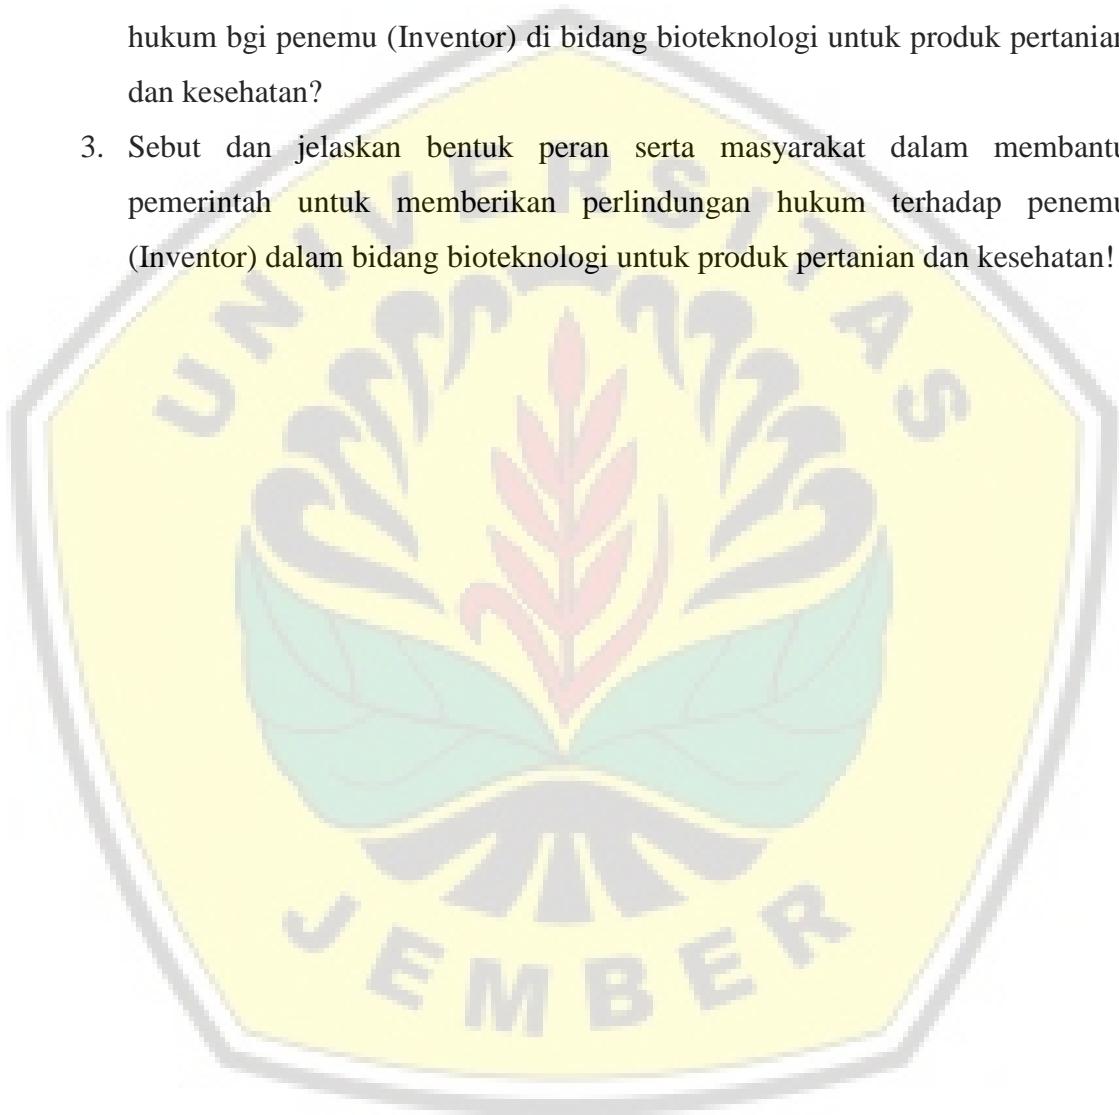 hukum bgi penemu (Inventor) di bidang bioteknologi untuk produk pertanian
dan kesehatan?
3. Sebut dan jelaskan bentuk peran serta masyarakat dalam membantu
pemerintah untuk memberikan perlindungan hukum terhadap penemu
(Inventor) dalam bidang bioteknologi untuk produk pertanian dan kesehatan!
UNIVERSITAS
JEMBER